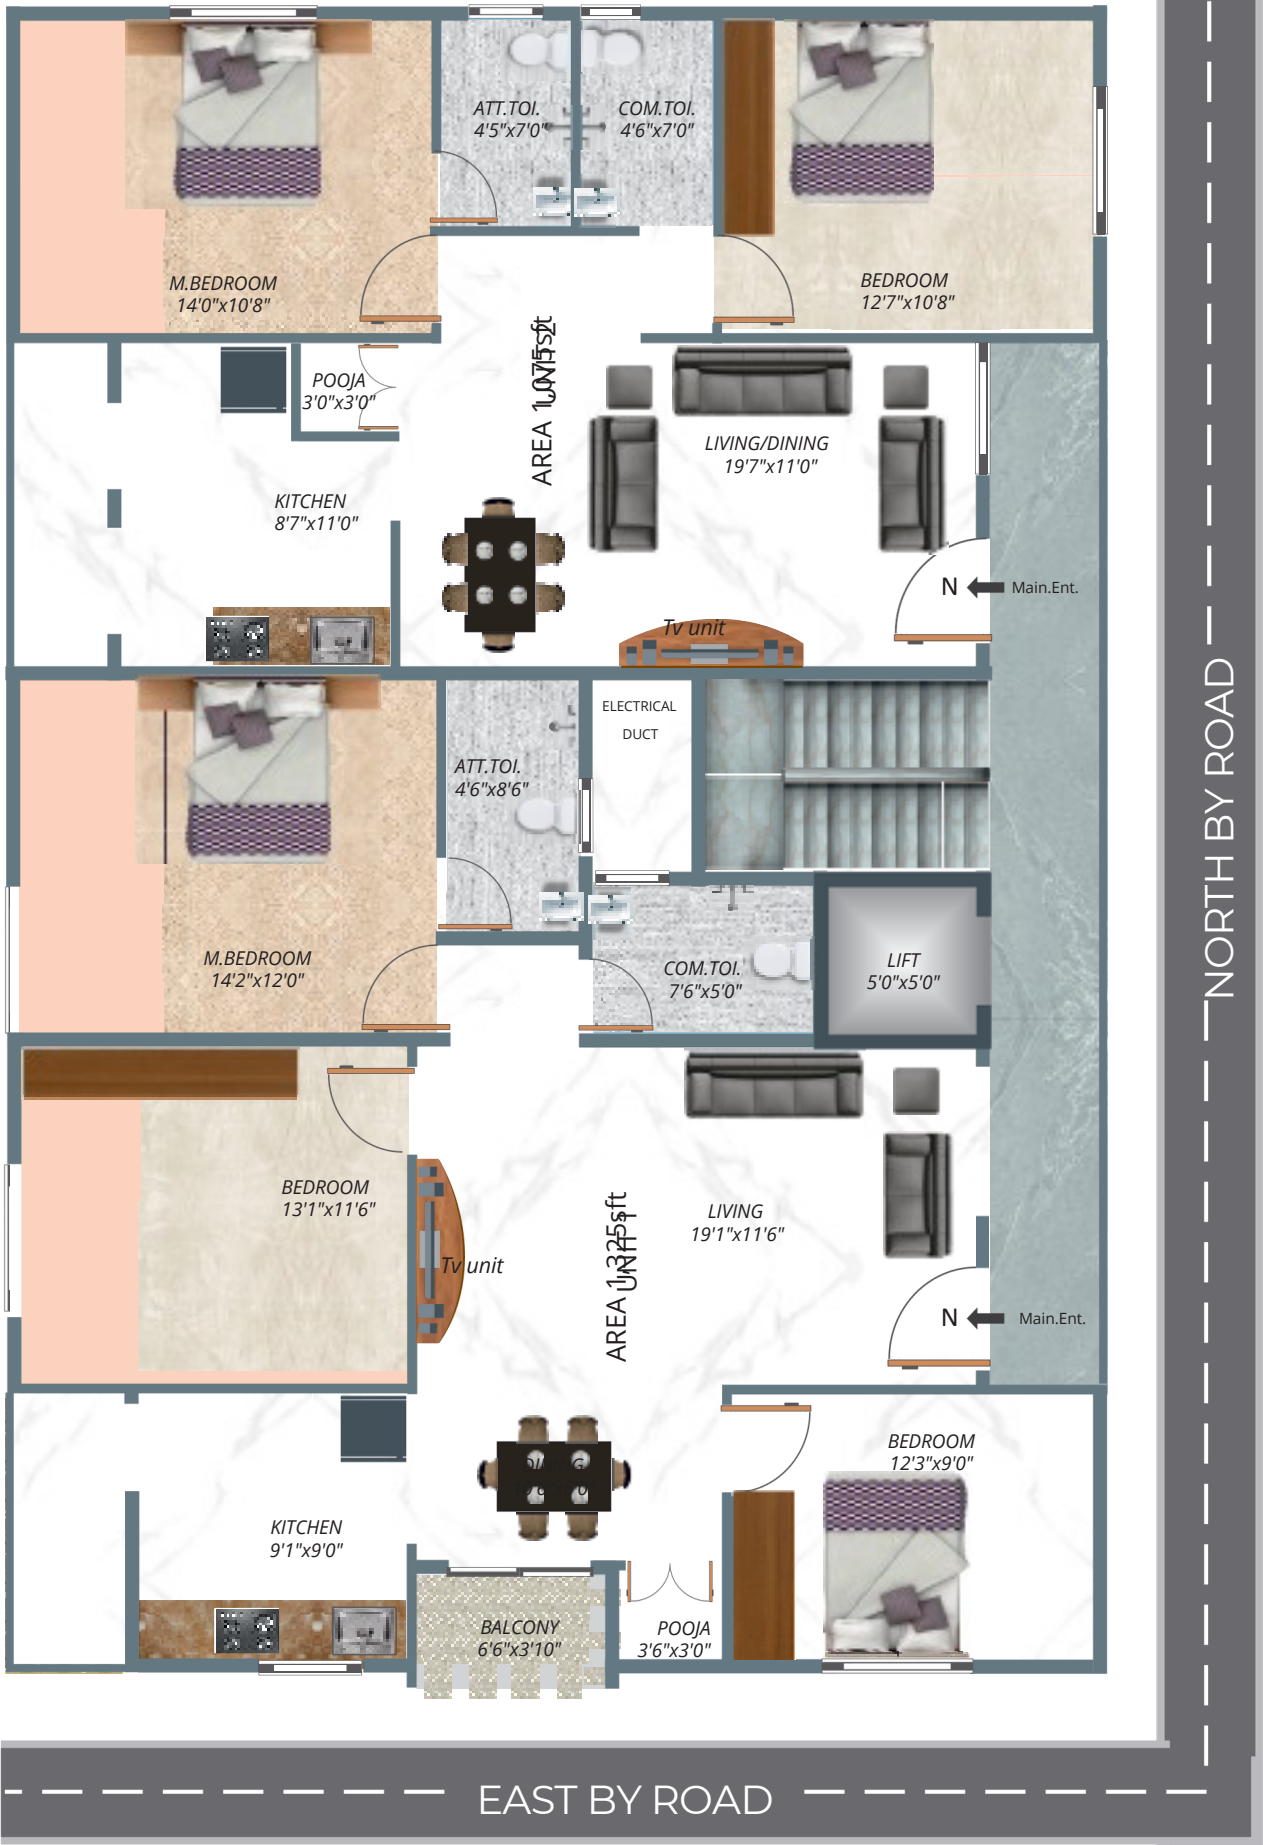 ATT.TOI.
4'5"x7'0"
COM.TOI.
4'6"x7'0"
M.BEDROOM
14'0"x10'8"
BEDROOM
12'7"x10'8"
UNIT 2
AREA 1,075sft
POOJA
3'0"x3'0"
LIVING/DINING
19'7"x11'0"
KITCHEN
8'7"x11'0"
N
Main.Ent.
Tv unit
ELECTRICAL
DUCT
ATT.TOI.
4'6"x8'6"
M.BEDROOM
14'2"x12'0"
COM.TOI.
7'6"x5'0"
LIFT
5'0"x5'0"
BEDROOM
13'1"x11'6"
LIVING
19'1"x11'6"
UNIT 1
AREA 1,325sft
Tv unit
N
Main.Ent.
BEDROOM
12'3"x9'0"
DINING
KITCHEN
9'1"x9'0"
BALCONY
6'6"x3'10"
POOJA
3'6"x3'0"
NORTH BY ROAD
EAST BY ROAD